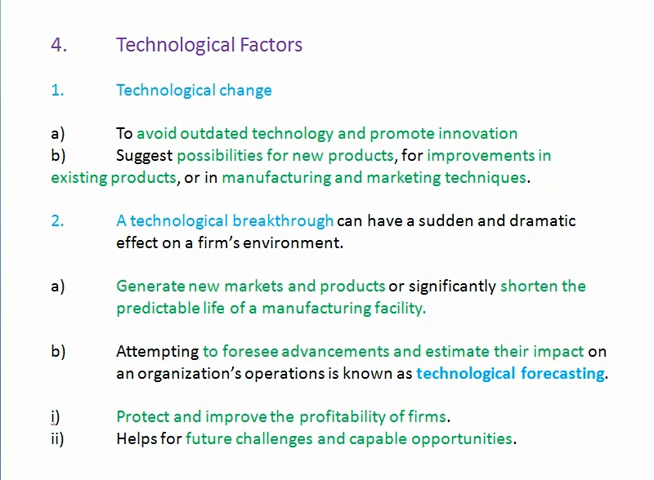 4. Technological Factors
1. Technological change
a) To avoid outdated technology and promote innovation
b) Suggest possibilities for new products, for improvements in
existing products, or in manufacturing and marketing techniques.
2. A technological breakthrough can have a sudden and dramatic
effect on a firm's environment.
a) Generate new markets and products or significantly shorten the
predictable life of a manufacturing facility.
b) Attempting to foresee advancements and estimate their impact on
an organization's operations is known as technological forecasting.
i) Protect and improve the profitability of firms.
ii) Helps for future challenges and capable opportunities.